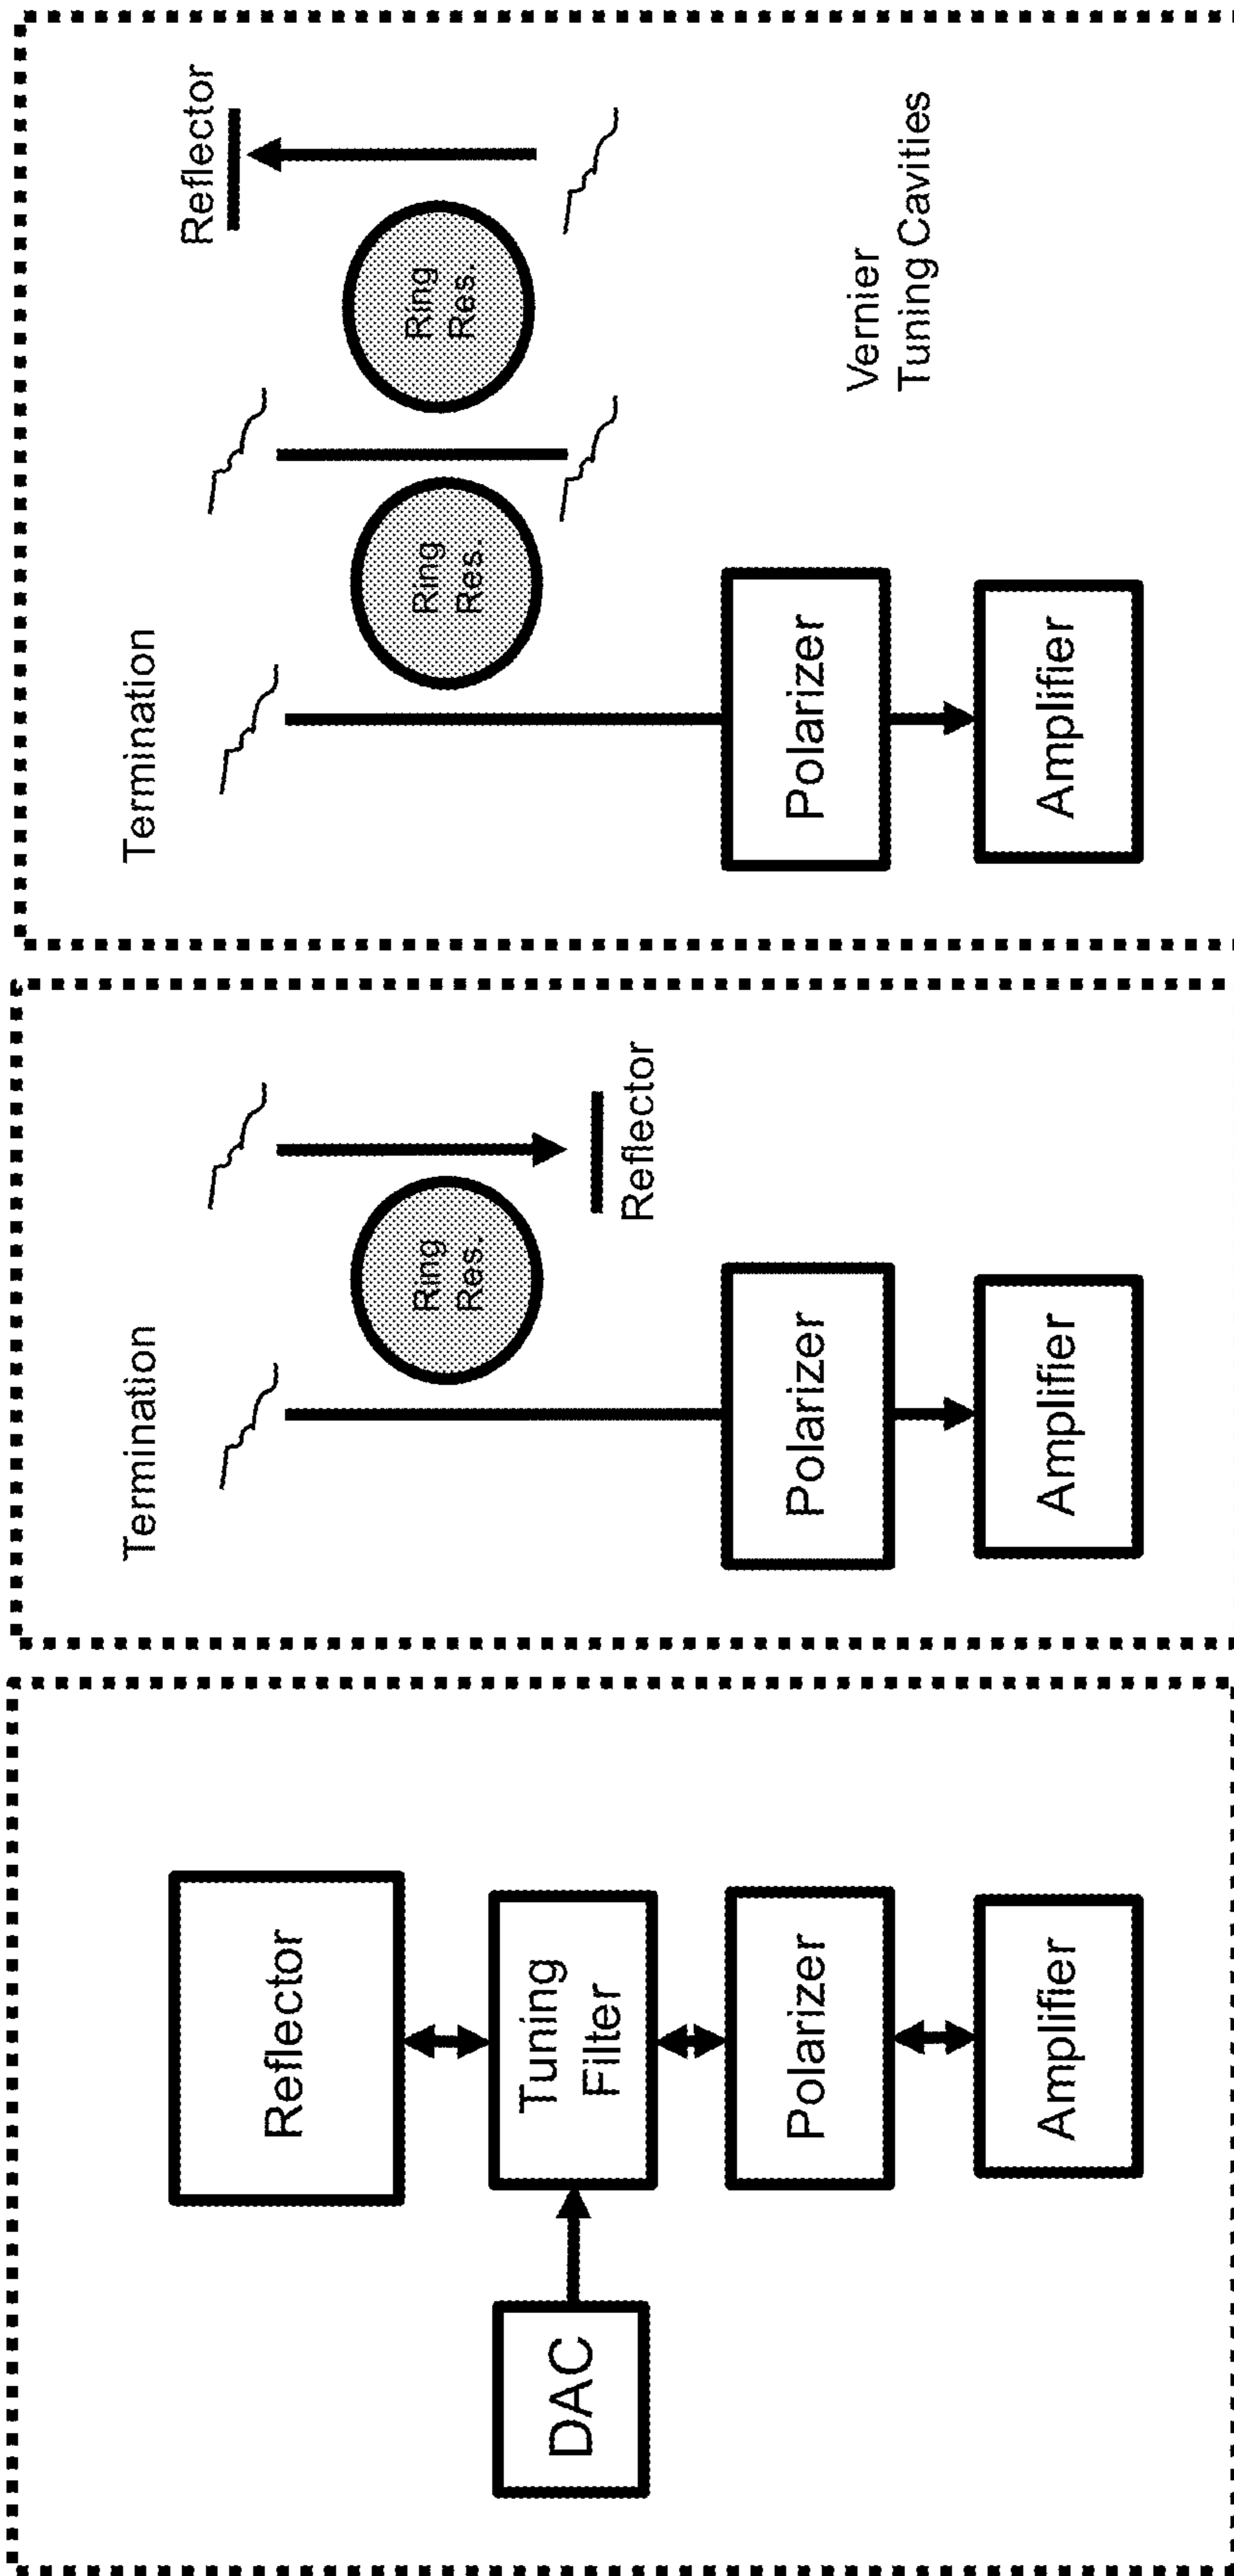 Reflector
DAC
Tuning
Filter
Polarizer
Amplifier
Termination
Ring
Res.
Reflector
Polarizer
Amplifier
Termination
Reflector
Ring
Res.
Ring
Res.
Polarizer
Vernier
Tuning Cavities
Amplifier